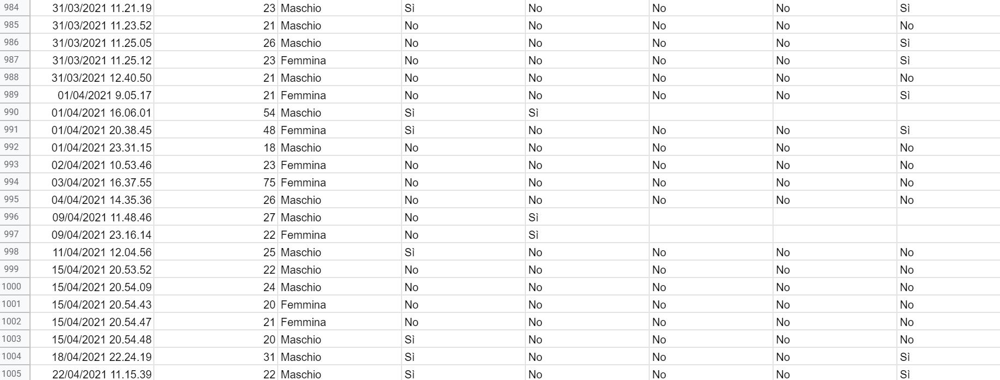 984 31/03/2021 11.21.19 23 Maschio Sì No No No Sì
985 31/03/2021 11.23.52 21 Maschio No No No No No
986 31/03/2021 11.25.05 26 Maschio No No No No Sì
987 31/03/2021 11.25.12 23 Femmina No No No No Sì
988 31/03/2021 12.40.50 21 Maschio No No No No No
989 01/04/2021 9.05.17 21 Femmina No No No No Sì
990 01/04/2021 16.06.01 54 Maschio Sì Sì
991 01/04/2021 20.38.45 48 Femmina Sì No No No Sì
992 01/04/2021 23.31.15 18 Maschio No No No No No
993 02/04/2021 10.53.46 23 Femmina No No No No No
994 03/04/2021 16.37.55 75 Femmina No No No No No
995 04/04/2021 14.35.36 26 Maschio No No No No No
996 09/04/2021 11.48.46 27 Maschio No Sì
997 09/04/2021 23.16.14 22 Femmina No Sì
998 11/04/2021 12.04.56 25 Maschio Sì No No No No
999 15/04/2021 20.53.52 22 Maschio No No No No No
1000 15/04/2021 20.54.09 24 Maschio No No No No No
1001 15/04/2021 20.54.43 20 Femmina No No No No No
1002 15/04/2021 20.54.47 21 Femmina No No No No No
1003 15/04/2021 20.54.48 20 Maschio Sì No No No No
1004 18/04/2021 22.24.19 31 Maschio Sì No No No Sì
1005 22/04/2021 11.15.39 22 Maschio Sì No No No Sì